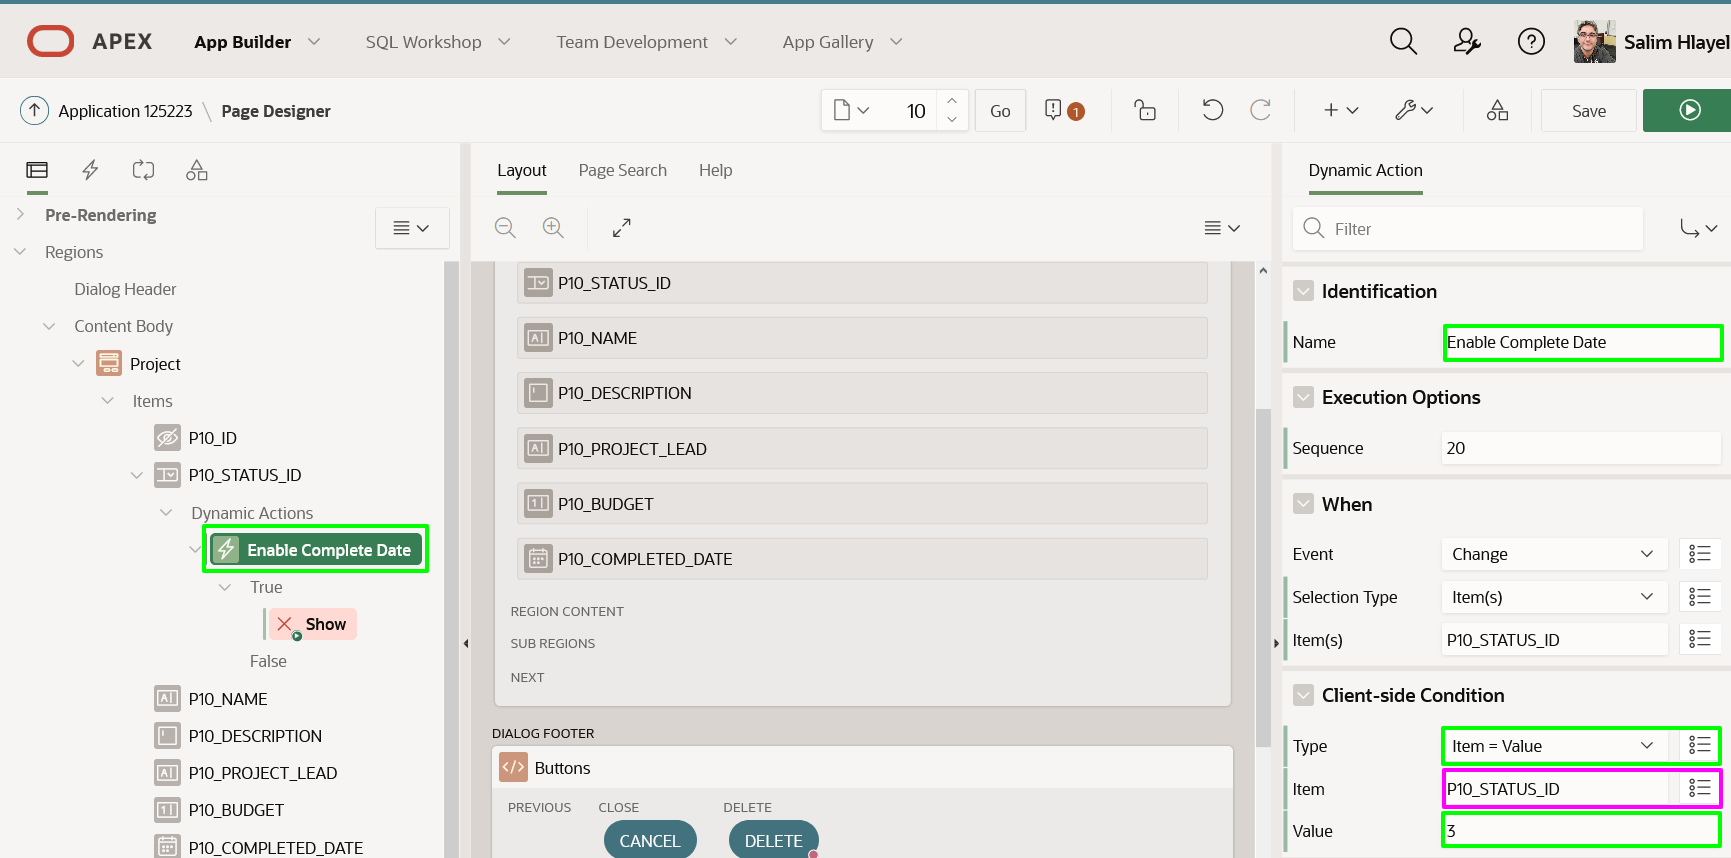 APEX App Builder SQL Workshop Team Development App Gallery Salim Hlayel
Application 125223 \ Page Designer 10 Go 1 Save
Layout Page Search Help
Pre-Rendering
Regions
Dialog Header
Content Body
Project
Items
P10_ID
P10_STATUS_ID
Dynamic Actions
Enable Complete Date
True
Show
False
P10_NAME
P10_DESCRIPTION
P10_PROJECT_LEAD
P10_BUDGET
P10_COMPLETED_DATE
P10_STATUS_ID
P10_NAME
P10_DESCRIPTION
P10_PROJECT_LEAD
P10_BUDGET
P10_COMPLETED_DATE
REGION CONTENT
SUB REGIONS
NEXT
DIALOG FOOTER
Buttons
PREVIOUS CLOSE DELETE
CANCEL DELETE
Dynamic Action
Filter
Identification
Name Enable Complete Date
Execution Options
Sequence 20
When
Event Change
Selection Type Item(s)
Item(s) P10_STATUS_ID
Client-side Condition
Type Item = Value
Item P10_STATUS_ID
Value 3